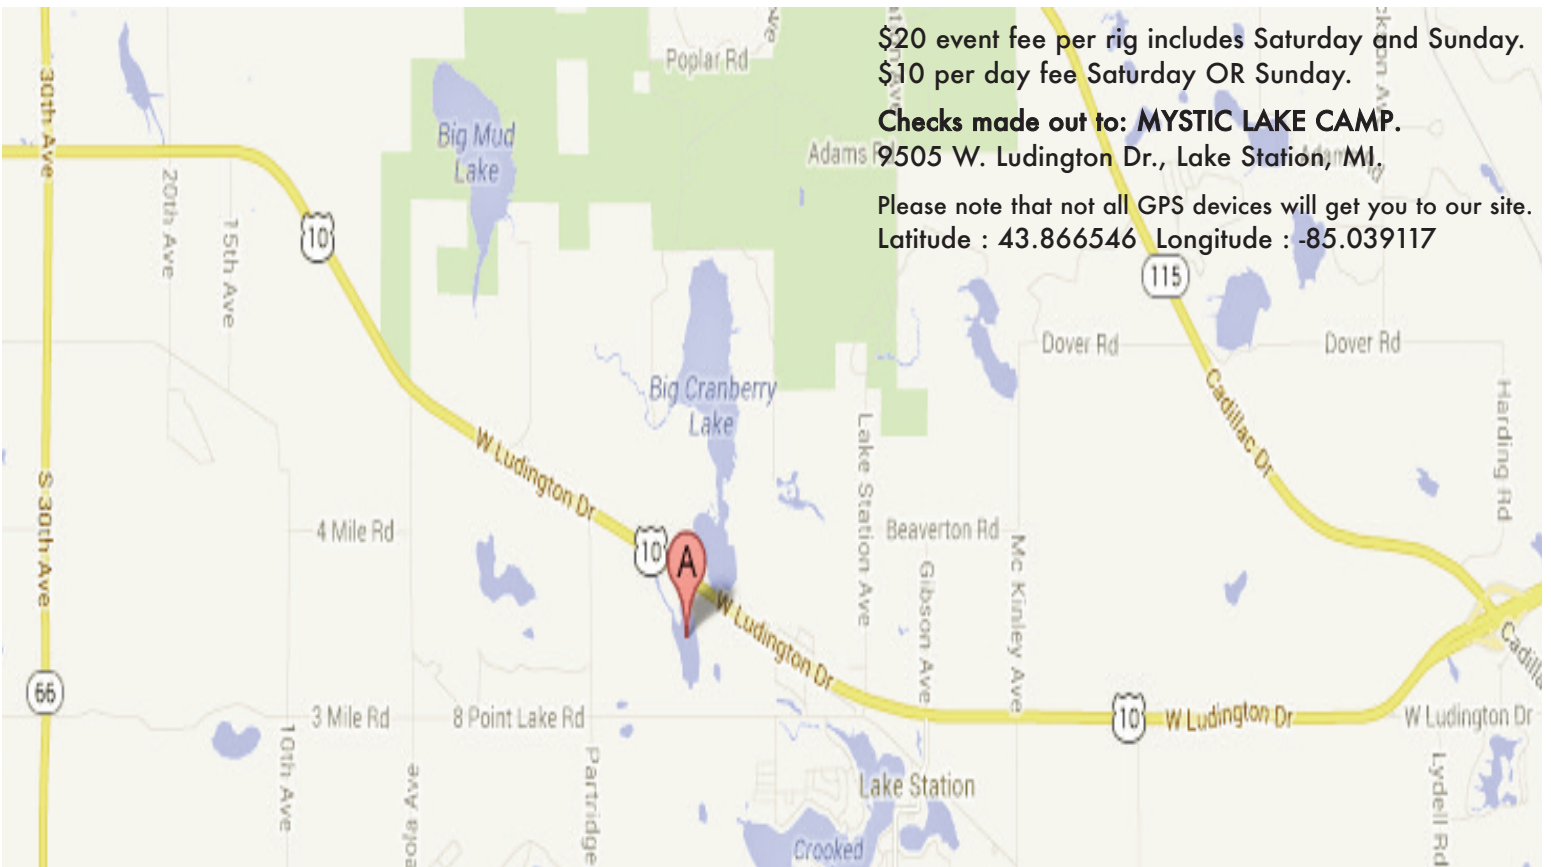 $20 event fee per rig includes Saturday and Sunday.
$10 per day fee Saturday OR Sunday.
Checks made out to: MYSTIC LAKE CAMP.
9505 W. Ludington Dr., Lake Station, MI.
Please note that not all GPS devices will get you to our site.
Latitude : 43.866546 Longitude : -85.039117
30th Ave
Poplar Rd
Big Mud
Lake
Adams Rd
20th Ave
15th Ave
10
115
Dover Rd
Dover Rd
Big Cranberry
Lake
Cadillac Dr
Harding Rd
W Ludington Dr
Lake Station Ave
S 30th Ave
4 Mile Rd
10
A
Beaverton Rd
Mc Kinley Ave
Gibson Ave
W Ludington Dr
66
3 Mile Rd
8 Point Lake Rd
10
W Ludington Dr
W Ludington Dr
10th Ave
Partridge
Lake Station
Lydell Rd
Crooked